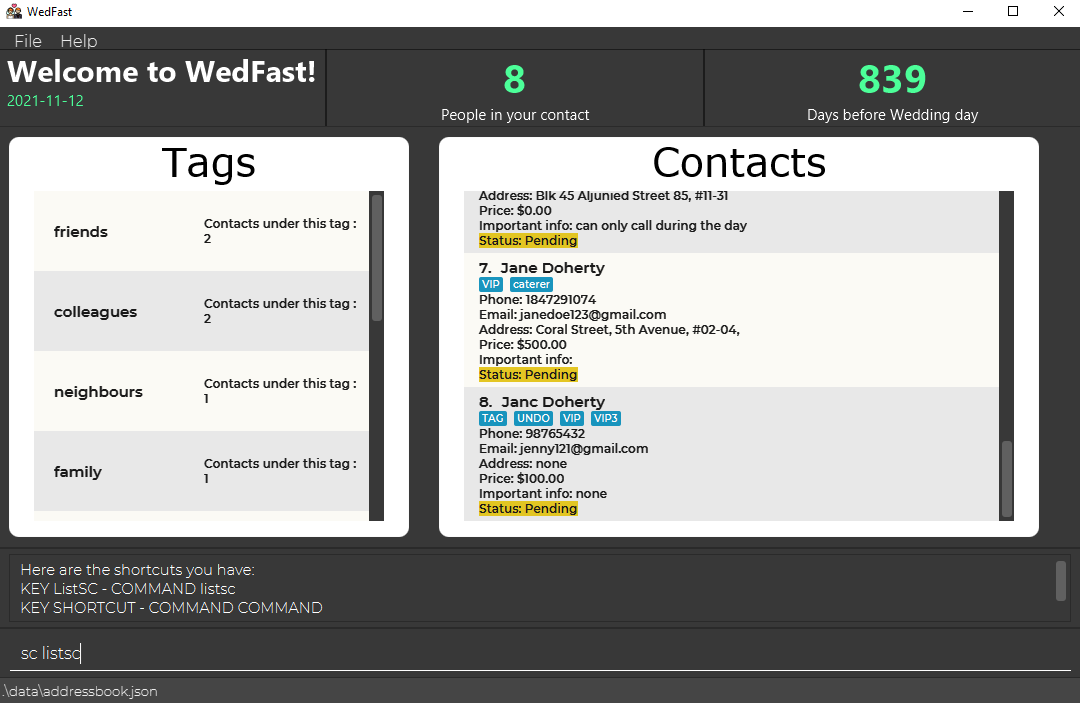 WedFast
File Help
Welcome to WedFast!
2021-11-12
8
People in your contact
839
Days before Wedding day
Tags
friends
Contacts under this tag :
2
colleagues
Contacts under this tag :
2
neighbours
Contacts under this tag :
1
family
Contacts under this tag :
1
Contacts
Address: Blk 45 Aljunied Street 85, #11-31
Price: $0.00
Important info: can only call during the day
Status: Pending
7. Jane Doherty
VIP caterer
Phone: 1847291074
Email: janedoe123@gmail.com
Address: Coral Street, 5th Avenue, #02-04,
Price: $500.00
Important info:
Status: Pending
8. Janc Doherty
TAG UNDO VIP VIP3
Phone: 98765432
Email: jenny121@gmail.com
Address: none
Price: $100.00
Important info: none
Status: Pending
Here are the shortcuts you have:
KEY ListSC - COMMAND listsc
KEY SHORTCUT - COMMAND COMMAND
sc listsc
.\data\addressbook.json